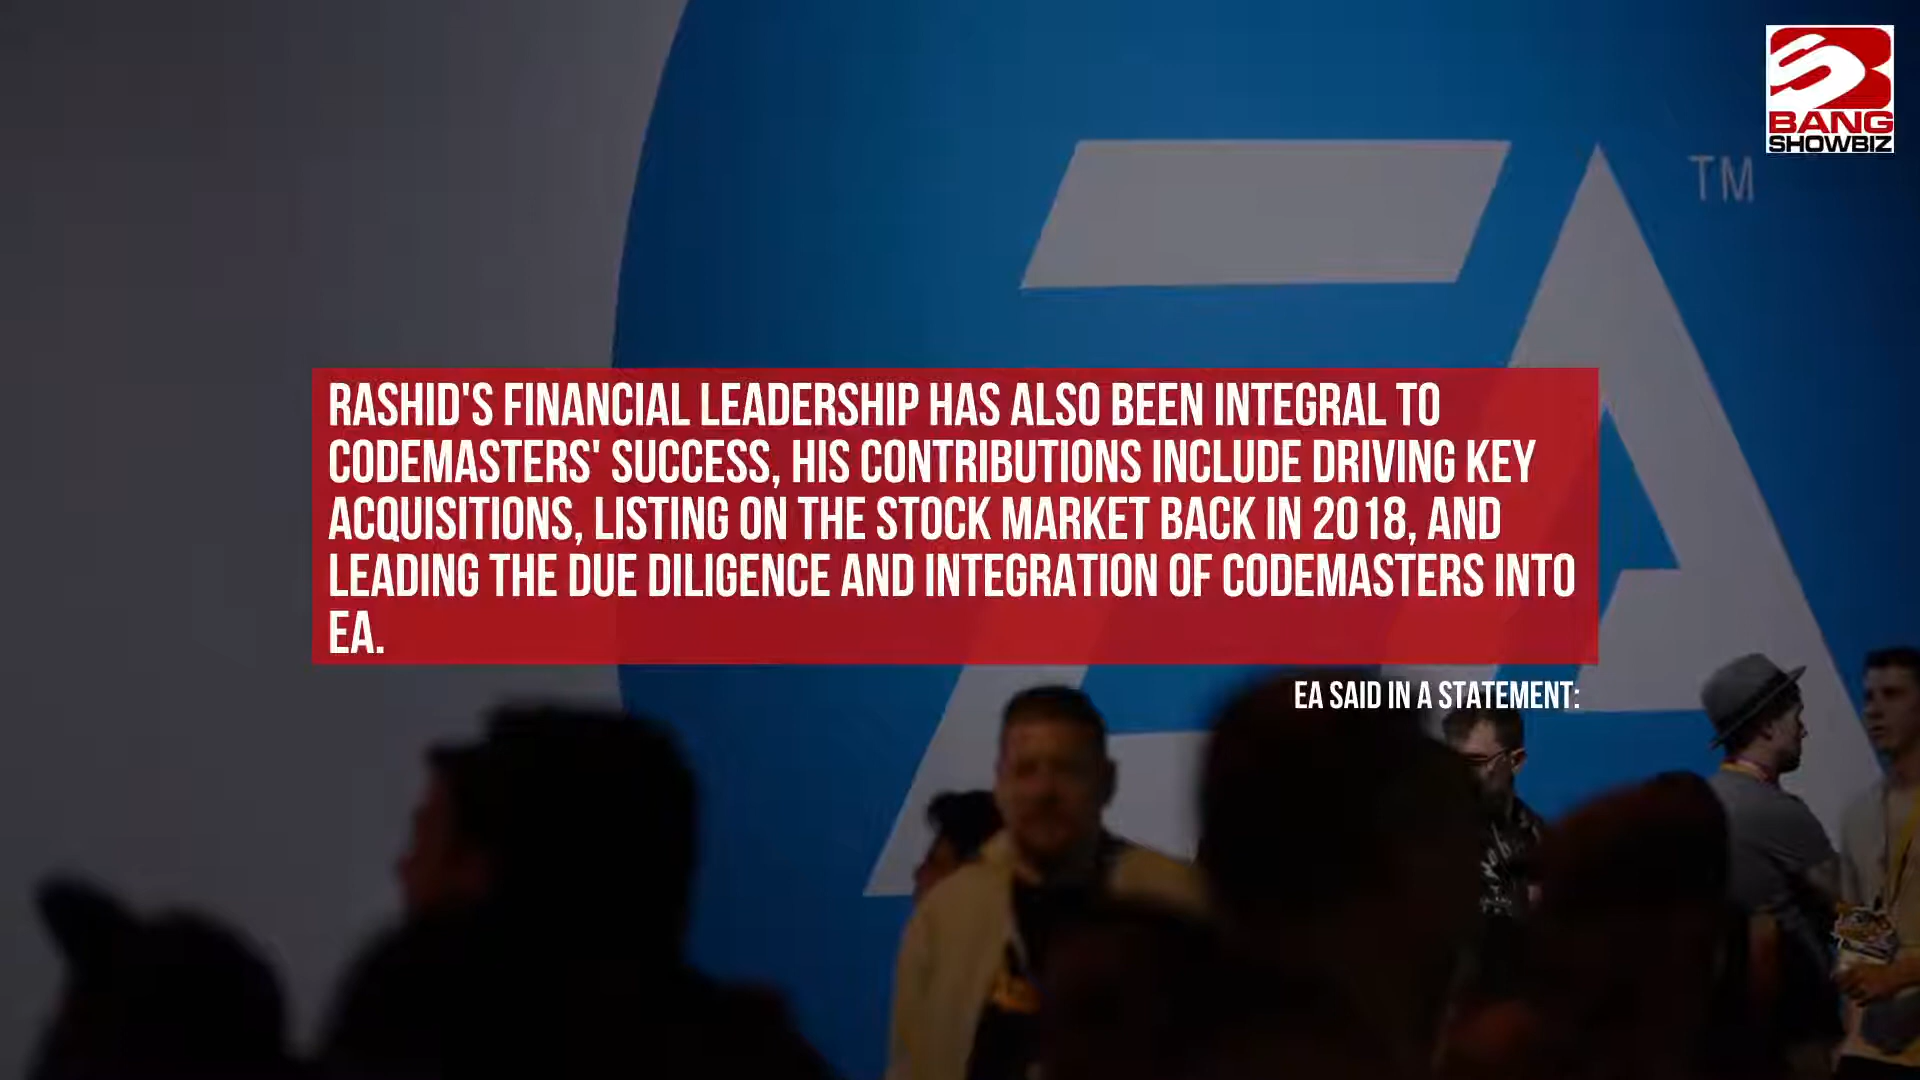 BANG
SHOWBIZ
TM
EA
RASHID'S FINANCIAL LEADERSHIP HAS ALSO BEEN INTEGRAL TO
CODEMASTERS' SUCCESS, HIS CONTRIBUTIONS INCLUDE DRIVING KEY
ACQUISITIONS, LISTING ON THE STOCK MARKET BACK IN 2018, AND
LEADING THE DUE DILIGENCE AND INTEGRATION OF CODEMASTERS INTO
EA.
EA SAID IN A STATEMENT: